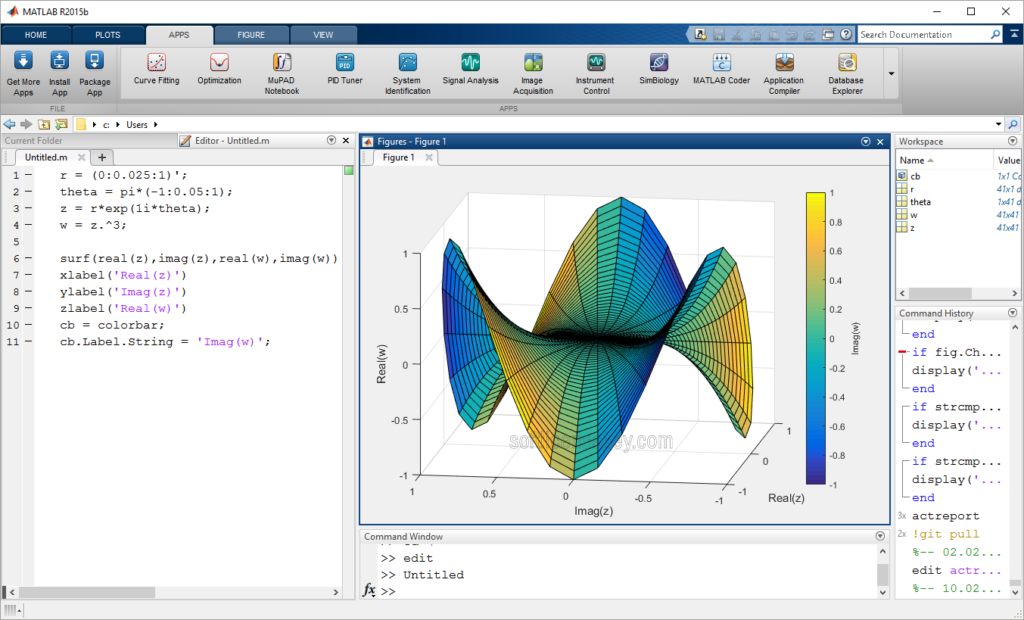 MATLAB R2015b
HOME PLOTS APPS FIGURE VIEW
Search Documentation
Get More Apps
Install App
Package App
Curve Fitting
Optimization
MuPAD Notebook
PID Tuner
System Identification
Signal Analysis
Image Acquisition
Instrument Control
SimBiology
MATLAB Coder
Application Compiler
Database Explorer
FILE
APPS
c: Users
Current Folder
Editor - Untitled.m
Untitled.m
1 r = (0:0.025:1)';
2 theta = pi*(-1:0.05:1);
3 z = r*exp(1i*theta);
4 w = z.^3;
5
6 surf(real(z),imag(z),real(w),imag(w))
7 xlabel('Real(z)')
8 ylabel('Imag(z)')
9 zlabel('Real(w)')
10 cb = colorbar;
11 cb.Label.String = 'Imag(w)';
Figures - Figure 1
Figure 1
Real(w)
1
0.5
0
-0.5
-1
1
0.5
0
-0.5
-1
Imag(z)
-1
0
1
Real(z)
1
0.8
0.6
0.4
0.2
0
-0.2
-0.4
-0.6
-0.8
-1
Imag(w)
Command Window
>> edit
>> Untitled
fx >>
Workspace
Name Value
cb 1x1 Co
r 41x1 d
theta 1x41 d
w 41x41
z 41x41
Command History
end
if fig.Ch...
display('...
end
if strcmp...
display('...
end
if strcmp...
display('...
end
3x actreport
2x !git pull
%-- 02.02...
edit actr...
%-- 10.02...